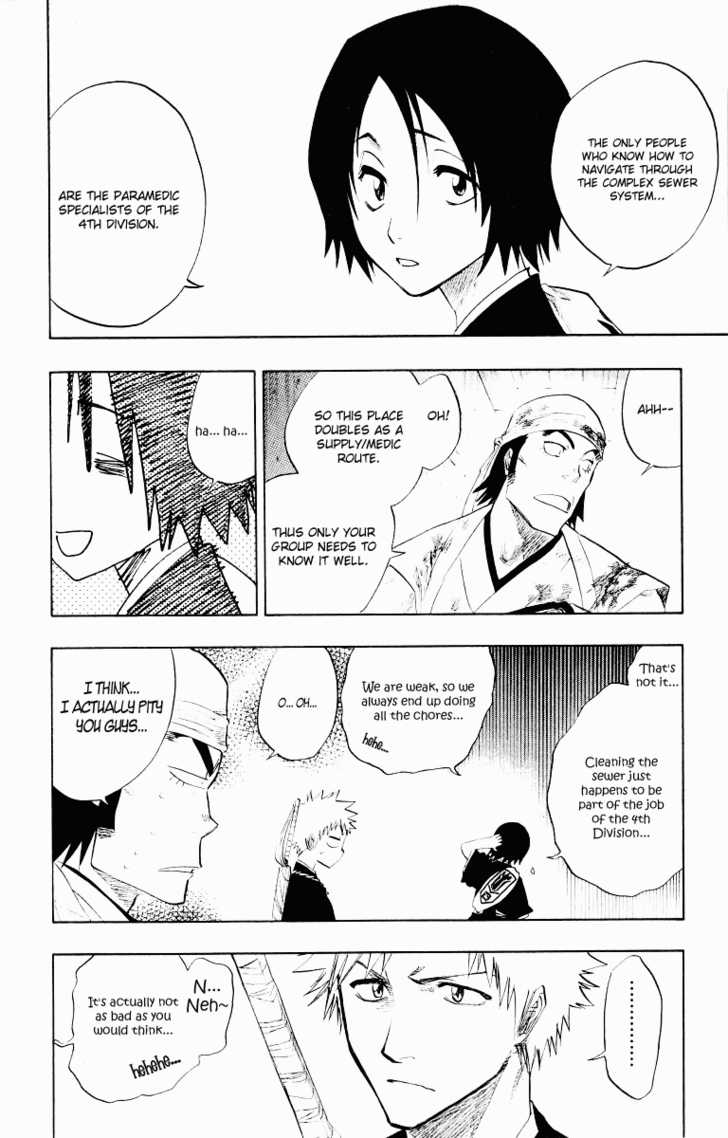 THE ONLY PEOPLE
WHO KNOW HOW TO
NAVIGATE THROUGH
THE COMPLEX SEWER
SYSTEM...
ARE THE PARAMEDIC
SPECIALISTS OF THE
4TH DIVISION.
AHH--
OH!
SO THIS PLACE
DOUBLES AS A
SUPPLY/MEDIC
ROUTE.
THUS ONLY YOUR
GROUP NEEDS TO
KNOW IT WELL.
ha... ha...
That's
not it...
Cleaning the
sewer just
happens to be
part of the job
of the 4th
Division...
We are weak, so we
always end up doing
all the chores...
hehe...
O... OH...
I THINK...
I ACTUALLY PITY
YOU GUYS...
.........
N...
Neh~
It's actually not
as bad as you
would think...
hehehe...